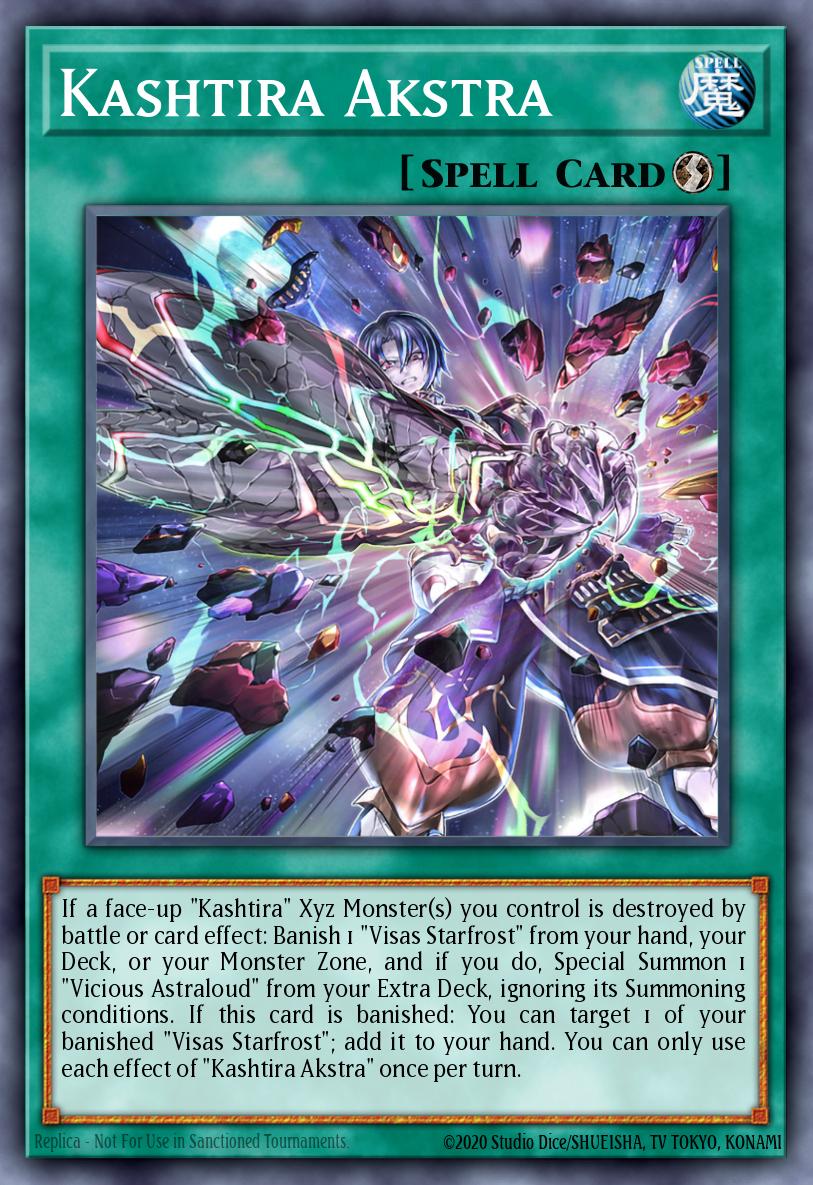 Kashtira Akstra
SPELL
魔
[Spell Card]
If a face-up "Kashtira" Xyz Monster(s) you control is destroyed by
battle or card effect: Banish 1 "Visas Starfrost" from your hand, your
Deck, or your Monster Zone, and if you do, Special Summon 1
"Vicious Astraloud" from your Extra Deck, ignoring its Summoning
conditions. If this card is banished: You can target 1 of your
banished "Visas Starfrost"; add it to your hand. You can only use
each effect of "Kashtira Akstra" once per turn.
Replica - Not For Use in Sanctioned Tournaments.
©2020 Studio Dice/SHUEISHA, TV TOKYO, KONAMI